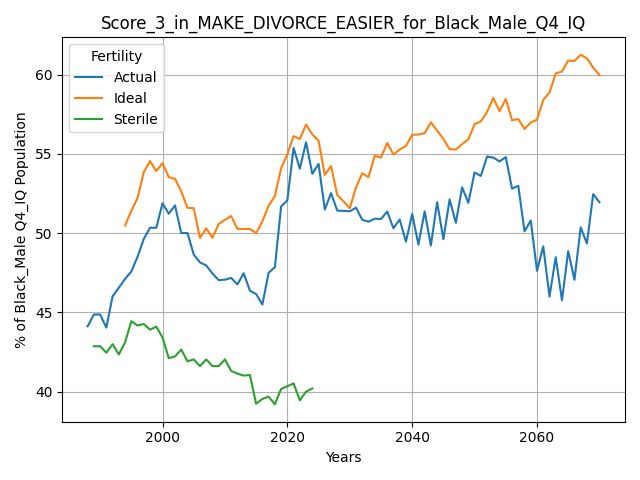 Score_3_in_MAKE_DIVORCE_EASIER_for_Black_Male_Q4_IQ
Fertility
Actual
Ideal
Sterile
% of Black_Male Q4_IQ Population
60
55
50
45
40
2000
2020
2040
2060
Years